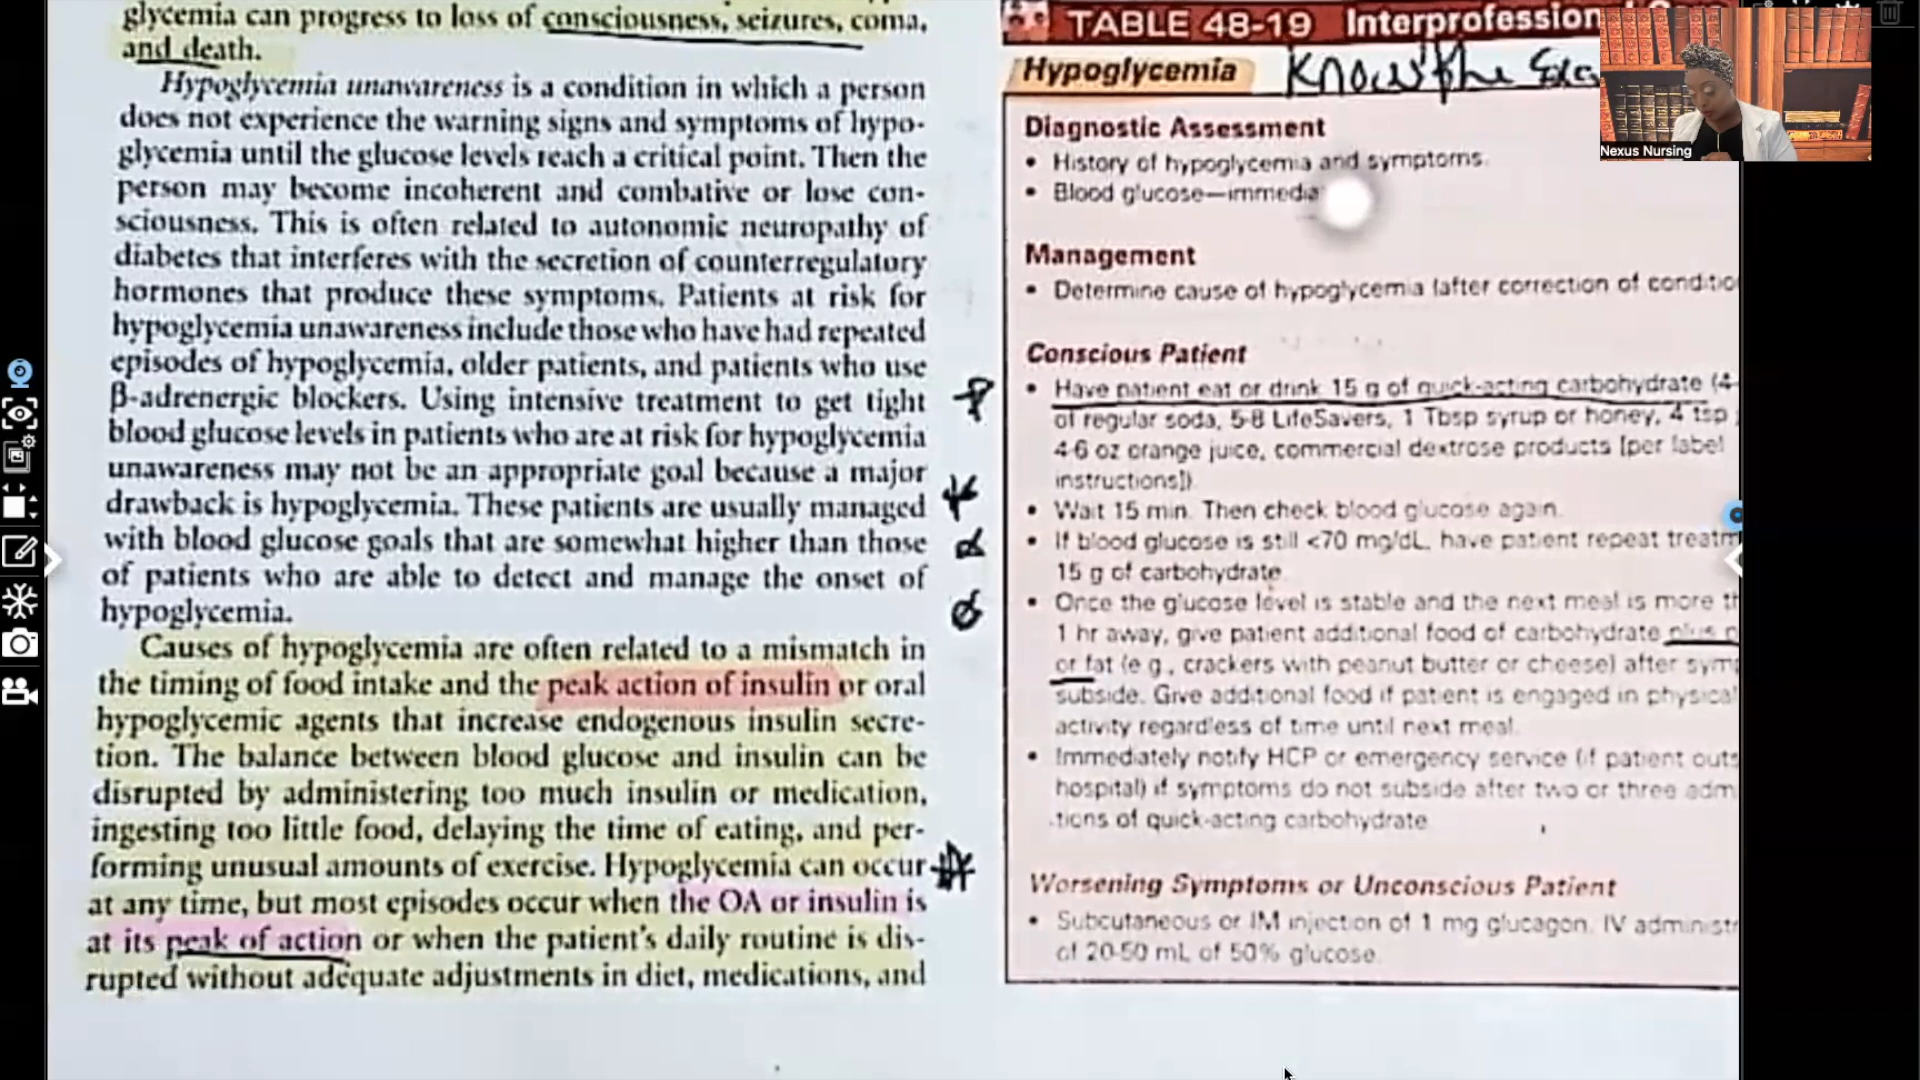 glycemia can progress to loss of consciousness, seizures, coma,
and death.
Hypoglycemia unawareness is a condition in which a person
does not experience the warning signs and symptoms of hypo-
glycemia until the glucose levels reach a critical point. Then the
person may become incoherent and combative or lose con-
sciousness. This is often related to autonomic neuropathy of
diabetes that interferes with the secretion of counterregulatory
hormones that produce these symptoms. Patients at risk for
hypoglycemia unawareness include those who have had repeated
episodes of hypoglycemia, older patients, and patients who use
β-adrenergic blockers. Using intensive treatment to get tight
blood glucose levels in patients who are at risk for hypoglycemia
unawareness may not be an appropriate goal because a major
drawback is hypoglycemia. These patients are usually managed
with blood glucose goals that are somewhat higher than those
of patients who are able to detect and manage the onset of
hypoglycemia.
Causes of hypoglycemia are often related to a mismatch in
the timing of food intake and the peak action of insulin or oral
hypoglycemic agents that increase endogenous insulin secre-
tion. The balance between blood glucose and insulin can be
disrupted by administering too much insulin or medication,
ingesting too little food, delaying the time of eating, and per-
forming unusual amounts of exercise. Hypoglycemia can occur
at any time, but most episodes occur when the OA or insulin is
at its peak of action or when the patient's daily routine is dis-
rupted without adequate adjustments in diet, medications, and
TABLE 48-19 Interprofession
Hypoglycemia Know the
Diagnostic Assessment
• History of hypoglycemia and symptoms
• Blood glucose—immedia
Management
• Determine cause of hypoglycemia (after correction of conditio
Conscious Patient
• Have patient eat or drink 15 g of quick-acting carbohydrate (4-
of regular soda, 5-8 LifeSavers, 1 Tbsp syrup or honey, 4 tsp
4-6 oz orange juice, commercial dextrose products [per label
instructions])
• Wait 15 min. Then check blood glucose again.
• If blood glucose is still <70 mg/dL, have patient repeat treatm
15 g of carbohydrate.
• Once the glucose level is stable and the next meal is more th
1 hr away, give patient additional food of carbohydrate plus p
or fat (e.g., crackers with peanut butter or cheese) after symp
subside. Give additional food if patient is engaged in physical
activity regardless of time until next meal.
• Immediately notify HCP or emergency service (if patient outs
hospital) if symptoms do not subside after two or three adm
tions of quick-acting carbohydrate
Worsening Symptoms or Unconscious Patient
• Subcutaneous or IM injection of 1 mg glucagon. IV administr
of 20-50 mL of 50% glucose.
Nexus Nursing